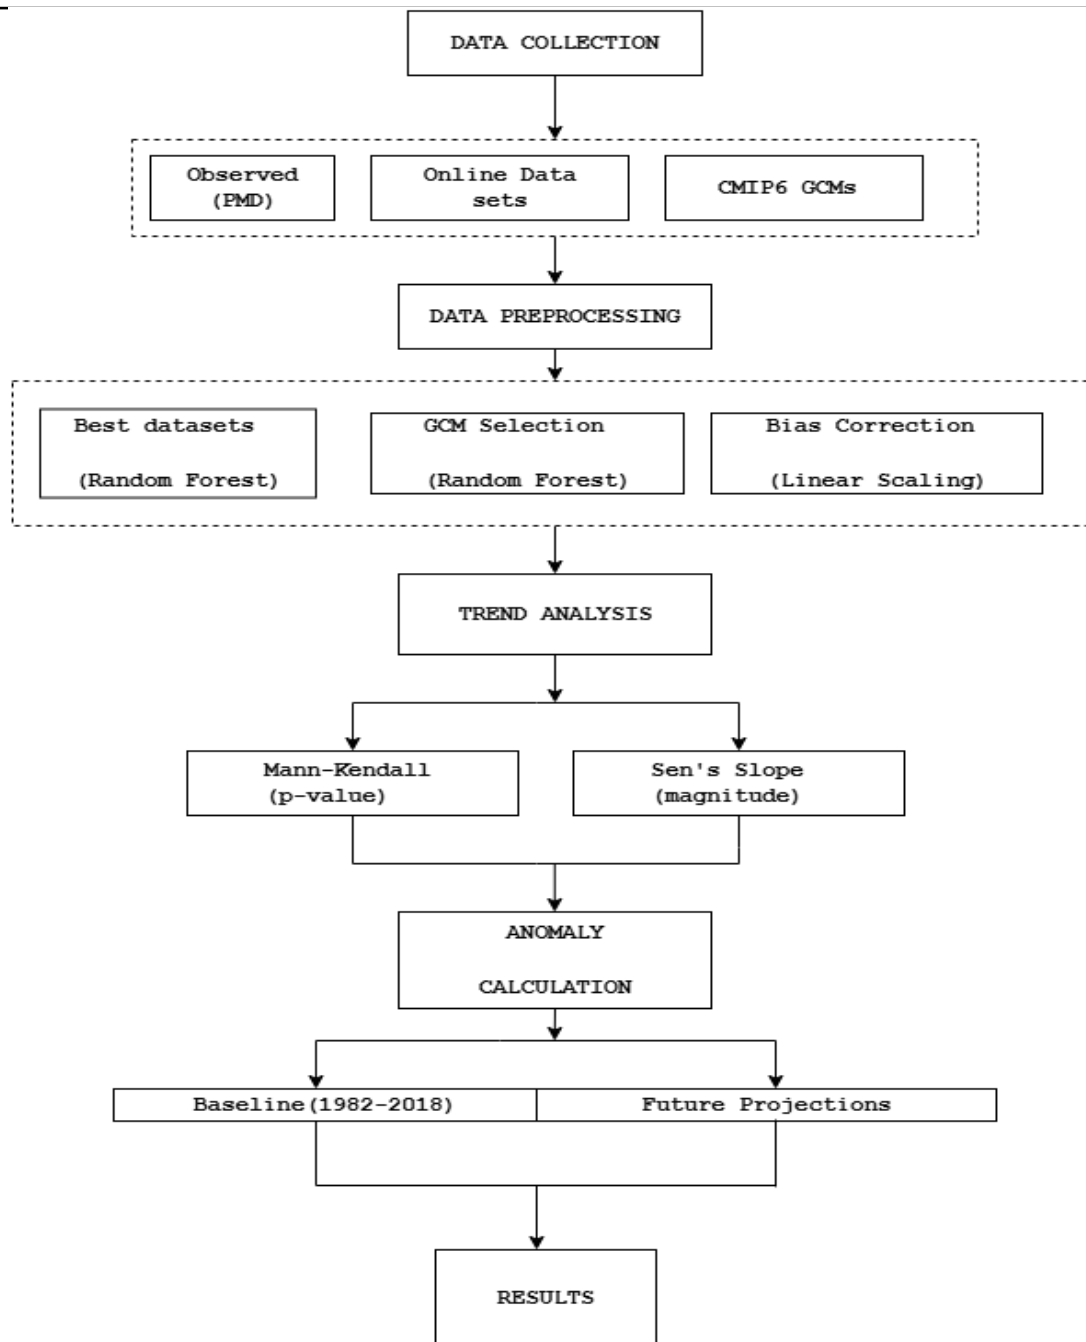 DATA COLLECTION
Observed
(PMD)
Online Data
sets
CMIP6 GCMs
DATA PREPROCESSING
Best datasets
(Random Forest)
GCM Selection
(Random Forest)
Bias Correction
(Linear Scaling)
TREND ANALYSIS
Mann-Kendall
(p-value)
Sen's Slope
(magnitude)
ANOMALY
CALCULATION
Baseline(1982-2018)
Future Projections
RESULTS